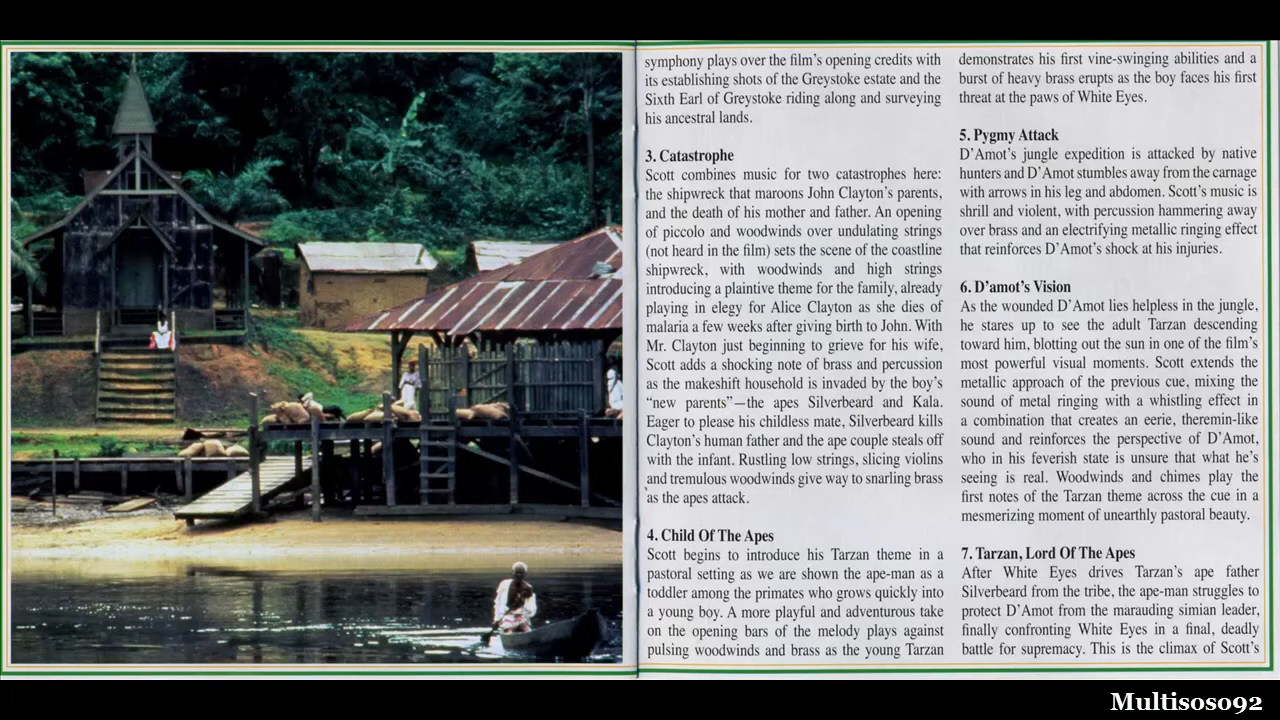 symphony plays over the film's opening credits with
its establishing shots of the Greystoke estate and the
Sixth Earl of Greystoke riding along and surveying
his ancestral lands.
3. Catastrophe
Scott combines music for two catastrophes here:
the shipwreck that maroons John Clayton's parents,
and the death of his mother and father. An opening
of piccolo and woodwinds over undulating strings
(not heard in the film) sets the scene of the coastline
shipwreck, with woodwinds and high strings
introducing a plaintive theme for the family, already
playing in elegy for Alice Clayton as she dies of
malaria a few weeks after giving birth to John. With
Mr. Clayton just beginning to grieve for his wife,
Scott adds a shocking note of brass and percussion
as the makeshift household is invaded by the boy's
“new parents”—the apes Silverbeard and Kala.
Eager to please his childless mate, Silverbeard kills
Clayton's human father and the ape couple steals off
with the infant. Rustling low strings, slicing violins
and tremulous woodwinds give way to snarling brass
as the apes attack.
4. Child Of The Apes
Scott begins to introduce his Tarzan theme in a
pastoral setting as we are shown the ape-man as a
toddler among the primates who grows quickly into
a young boy. A more playful and adventurous take
on the opening bars of the melody plays against
pulsing woodwinds and brass as the young Tarzan
demonstrates his first vine-swinging abilities and a
burst of heavy brass erupts as the boy faces his first
threat at the paws of White Eyes.
5. Pygmy Attack
D'Amot's jungle expedition is attacked by native
hunters and D'Amot stumbles away from the carnage
with arrows in his leg and abdomen. Scott's music is
shrill and violent, with percussion hammering away
over brass and an electrifying metallic ringing effect
that reinforces D'Amot's shock at his injuries.
6. D'amot's Vision
As the wounded D'Amot lies helpless in the jungle,
he stares up to see the adult Tarzan descending
toward him, blotting out the sun in one of the film's
most powerful visual moments. Scott extends the
metallic approach of the previous cue, mixing the
sound of metal ringing with a whistling effect in
a combination that creates an eerie, theremin-like
sound and reinforces the perspective of D'Amot,
who in his feverish state is unsure that what he's
seeing is real. Woodwinds and chimes play the
first notes of the Tarzan theme across the cue in a
mesmerizing moment of unearthly pastoral beauty.
7. Tarzan, Lord Of The Apes
After White Eyes drives Tarzan's ape father
Silverbeard from the tribe, the ape-man struggles to
protect D'Amot from the marauding simian leader,
finally confronting White Eyes in a final, deadly
battle for supremacy. This is the climax of Scott's
Multisoso92